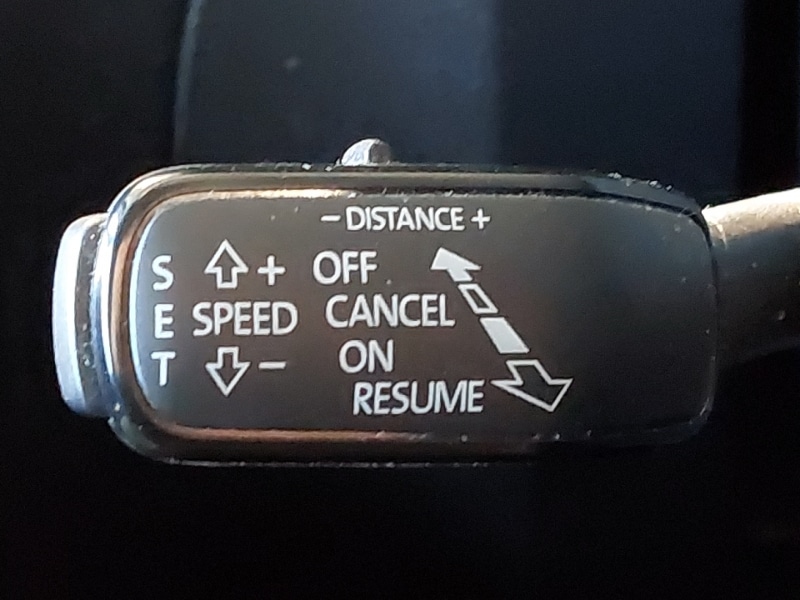 − DISTANCE +
S
E
T
+
SPEED
−
OFF
CANCEL
ON
RESUME